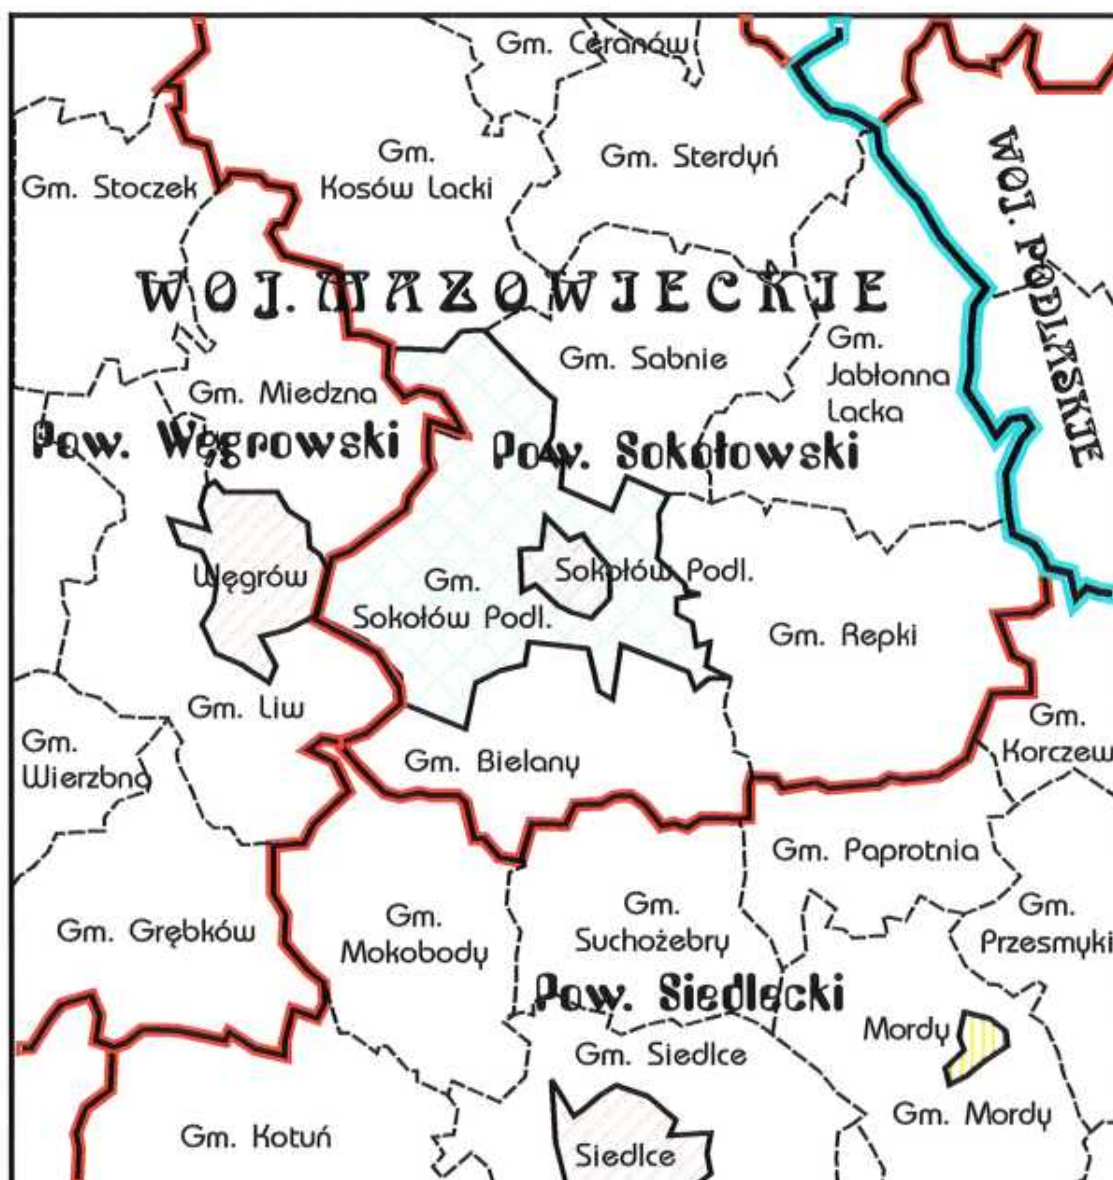 Gm. Ceranów
Gm.
Kosów Lacki
Gm. Sterdyń
Gm. Stoczek
WOJ. PODLASKIE
WOJ. MAZOWIECKIE
Gm. Sabnie
Gm.
Jabłonna
Lacka
Gm. Miedzna
Pow. Węgrowski
Pow. Sokołowski
Węgrów
Gm.
Sokołów Podl.
Sokołów Podl.
Gm. Repki
Gm. Liw
Gm.
Wierzbno
Gm. Bielany
Gm.
Korczew
Gm. Paprotnia
Gm. Grębków
Gm.
Mokobody
Gm.
Suchożebry
Gm.
Przesmyki
Pow. Siedlecki
Mordy
Gm. Siedlce
Gm. Mordy
Gm. Kotuń
Siedlce